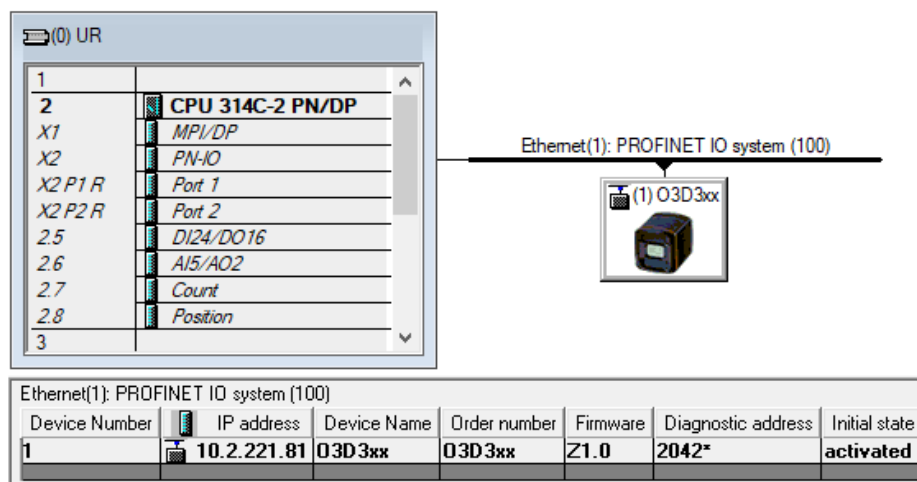 (0) UR
1
2 CPU 314C-2 PN/DP
X1 MPI/DP
X2 PN-IO
X2 P1 R Port 1
X2 P2 R Port 2
2.5 DI24/DO16
2.6 AI5/AO2
2.7 Count
2.8 Position
3
Ethernet(1): PROFINET IO system (100)
(1) O3D3xx
Ethernet(1): PROFINET IO system (100)
Device Number IP address Device Name Order number Firmware Diagnostic address Initial state
1 10.2.221.81 O3D3xx O3D3xx Z1.0 2042* activated